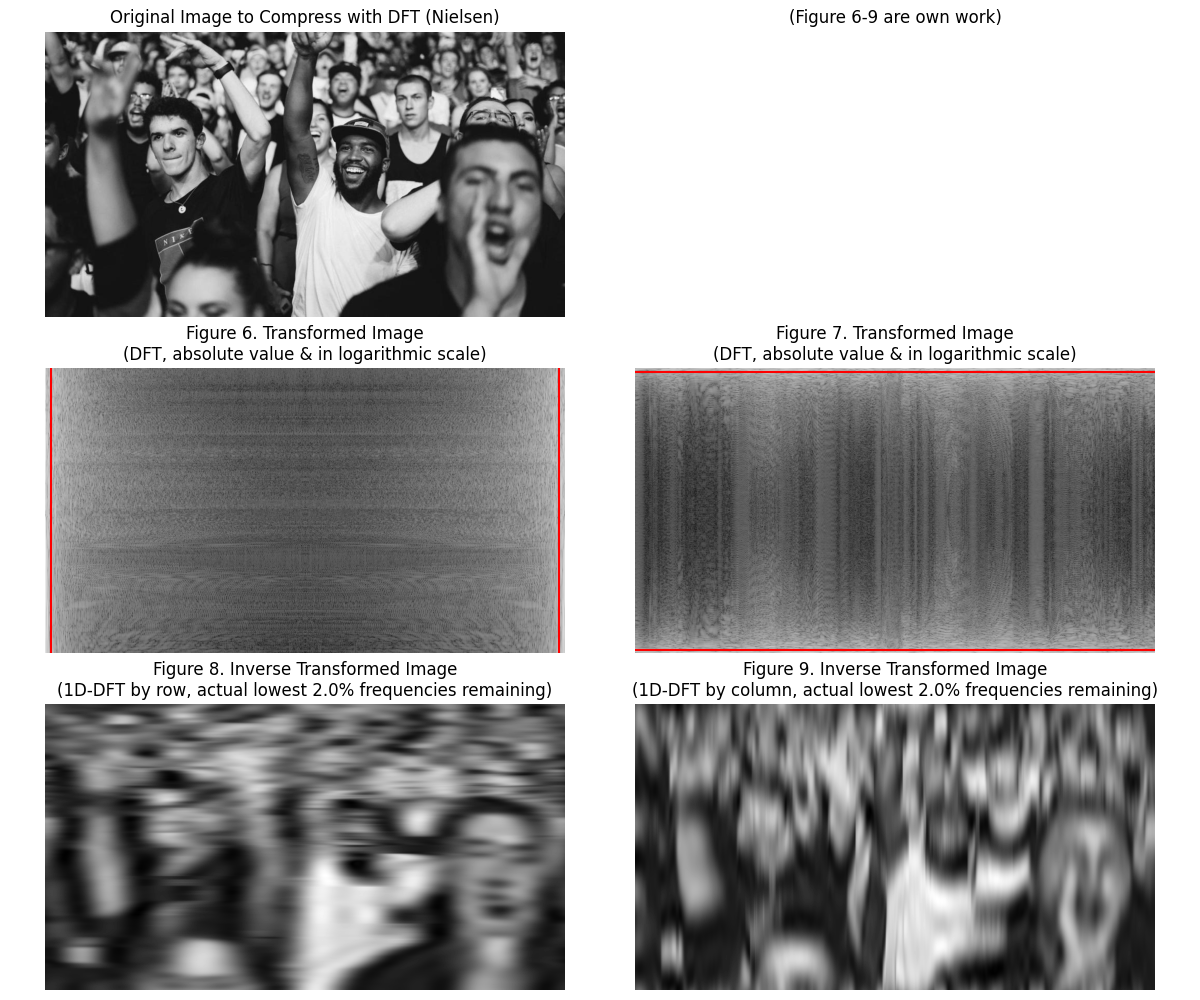 Original Image to Compress with DFT (Nielsen)
(Figure 6-9 are own work)
Figure 6. Transformed Image
(DFT, absolute value & in logarithmic scale)
Figure 7. Transformed Image
(DFT, absolute value & in logarithmic scale)
Figure 8. Inverse Transformed Image
(1D-DFT by row, actual lowest 2.0% frequencies remaining)
Figure 9. Inverse Transformed Image
(1D-DFT by column, actual lowest 2.0% frequencies remaining)